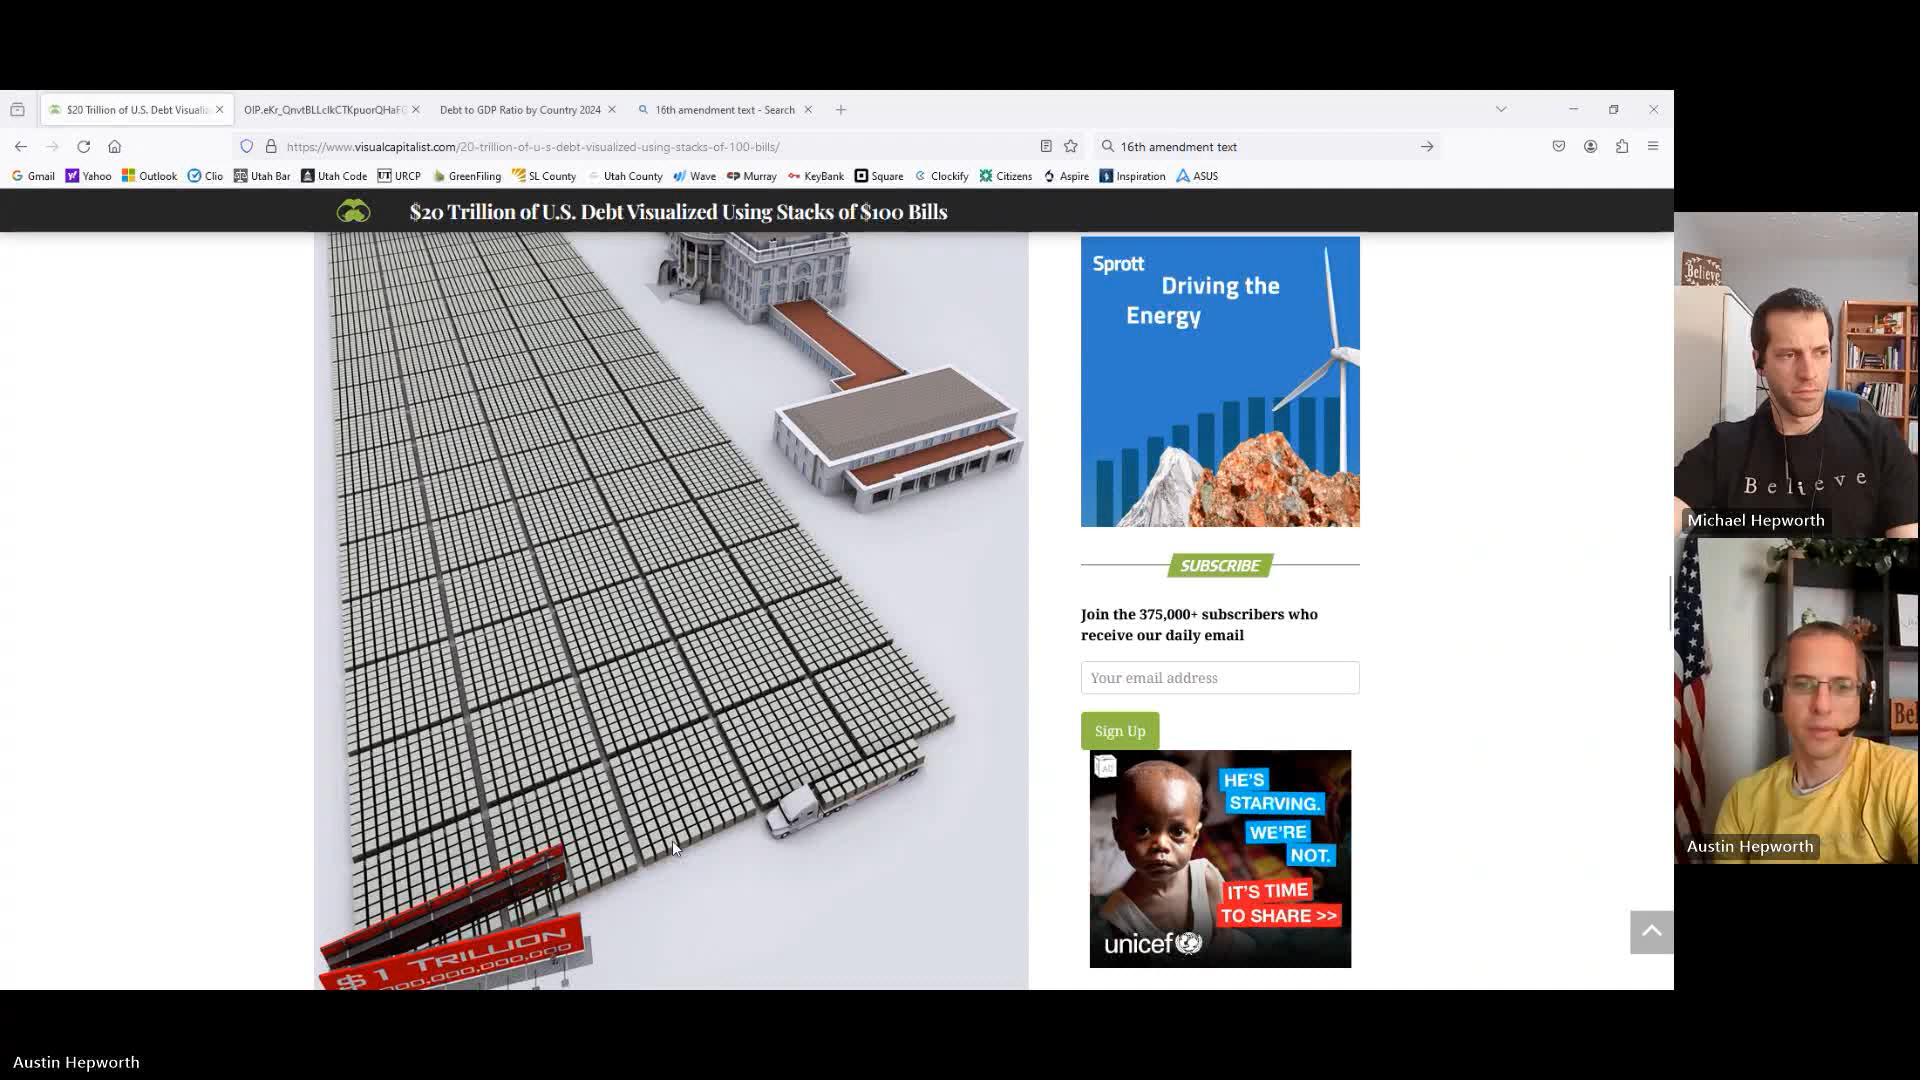 $20 Trillion of U.S. Debt Visualiz
OIP.eKr_QnvtBLLclkCTKpuorQHaFG
Debt to GDP Ratio by Country 2024
16th amendment text - Search
https://www.visualcapitalist.com/20-trillion-of-u-s-debt-visualized-using-stacks-of-100-bills/
16th amendment text
Gmail
Yahoo
Outlook
Clio
Utah Bar
Utah Code
UT
URCP
GreenFiling
SL County
Utah County
Wave
Murray
KeyBank
Square
Clockify
Citizens
Aspire
Inspiration
ASUS
$20 Trillion of U.S. Debt Visualized Using Stacks of $100 Bills
Sprott
Driving the
Energy
SUBSCRIBE
Join the 375,000+ subscribers who
receive our daily email
Your email address
Sign Up
HE'S
STARVING.
WE'RE
NOT.
IT'S TIME
TO SHARE >>
unicef
$ 1 TRILLION
Believe
Believe
Michael Hepworth
Bel
Austin Hepworth
Austin Hepworth